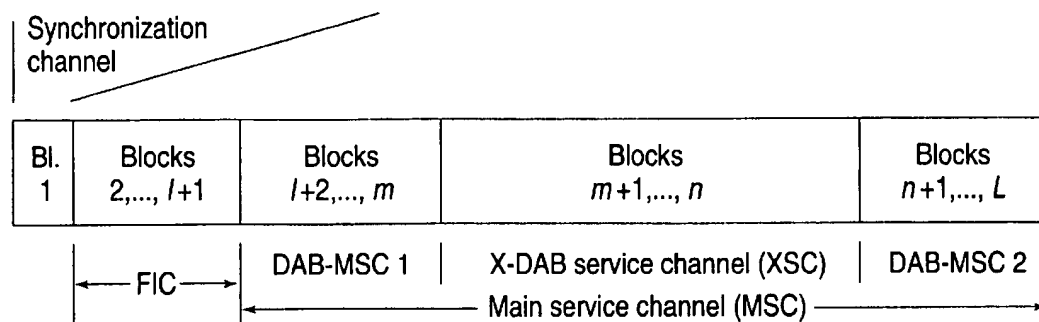 Synchronization
channel
Bl. Blocks Blocks Blocks Blocks
1 2,..., l+1 l+2,..., m m+1,..., n n+1,..., L
DAB-MSC 1 X-DAB service channel (XSC) DAB-MSC 2
FIC
Main service channel (MSC)